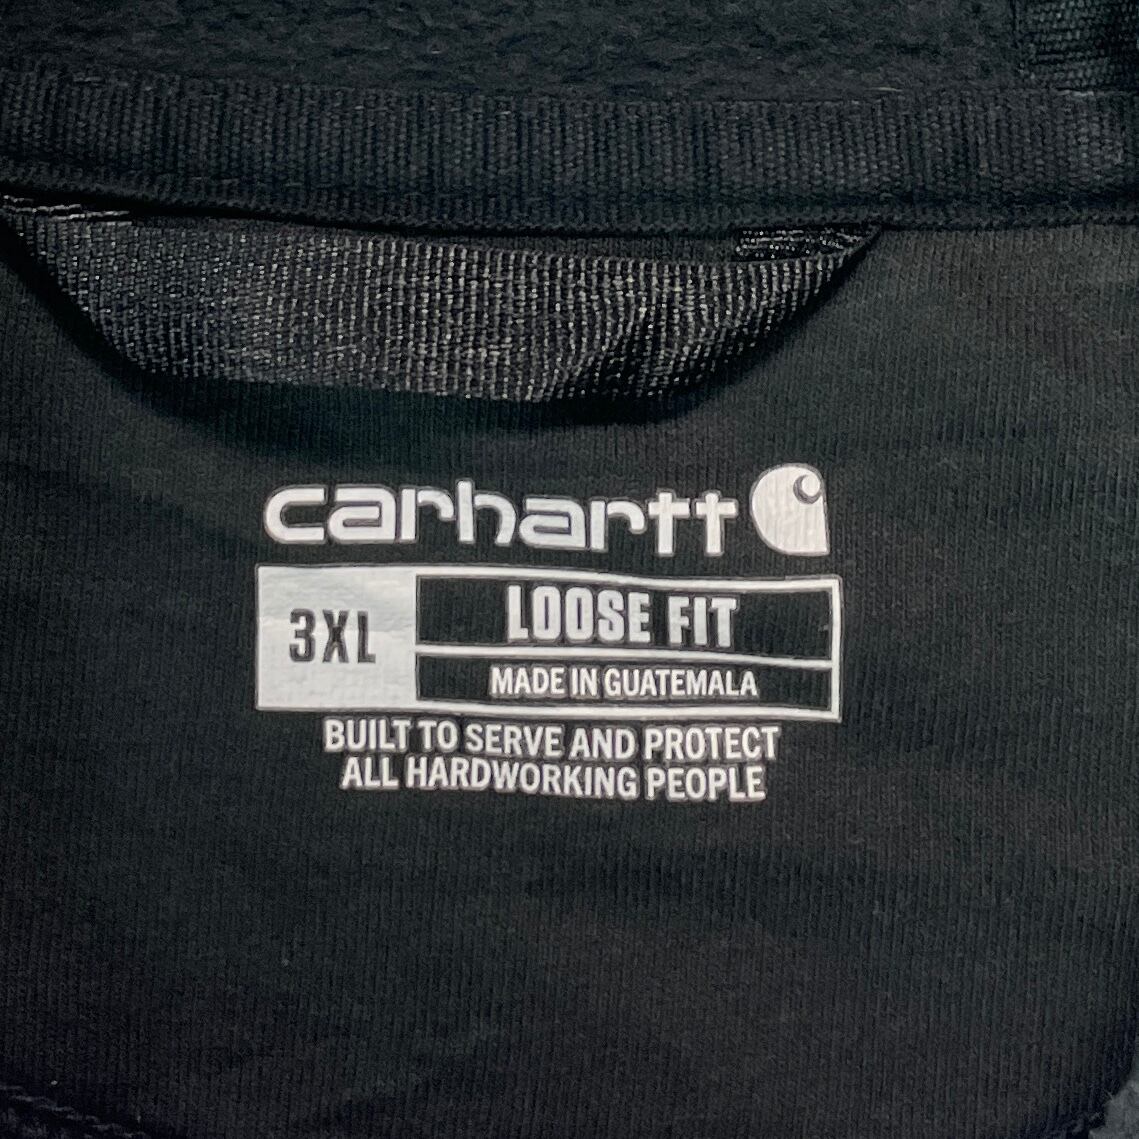 carhartt
3XL
LOOSE FIT
MADE IN GUATEMALA
BUILT TO SERVE AND PROTECT
ALL HARDWORKING PEOPLE